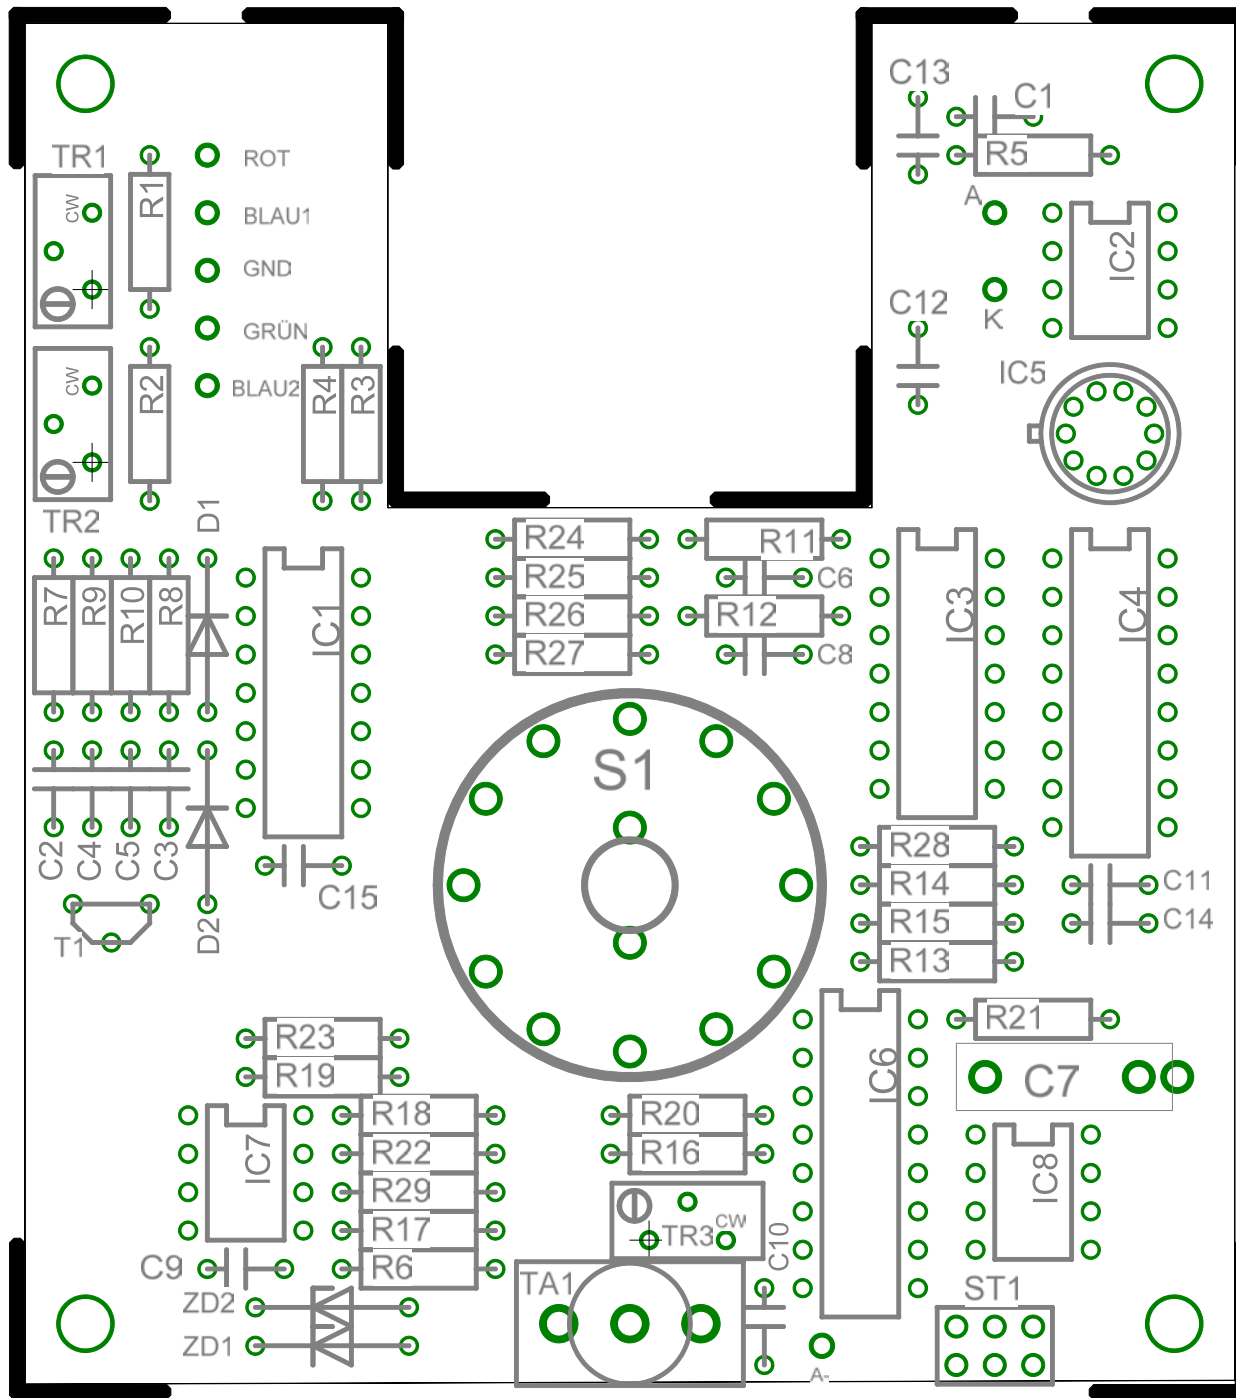 C13
C1
TR1
ROT
R5
CW
R1
A
BLAU1
IC2
GND
C12
K
GRÜN
IC5
CW
R2
BLAU2
R4
R3
TR2
D1
R24
R11
R25
C6
R7
R9
R10
R8
IC1
R26
R12
IC3
IC4
R27
C8
S1
C2
C4
C5
C3
R28
C15
R14
C11
R15
C14
T1
D2
R13
R23
R21
R19
IC6
C7
R18
R20
IC7
R22
R16
IC8
R29
R17
TR3
CW
C10
C9
R6
TA1
ST1
ZD2
ZD1
A-